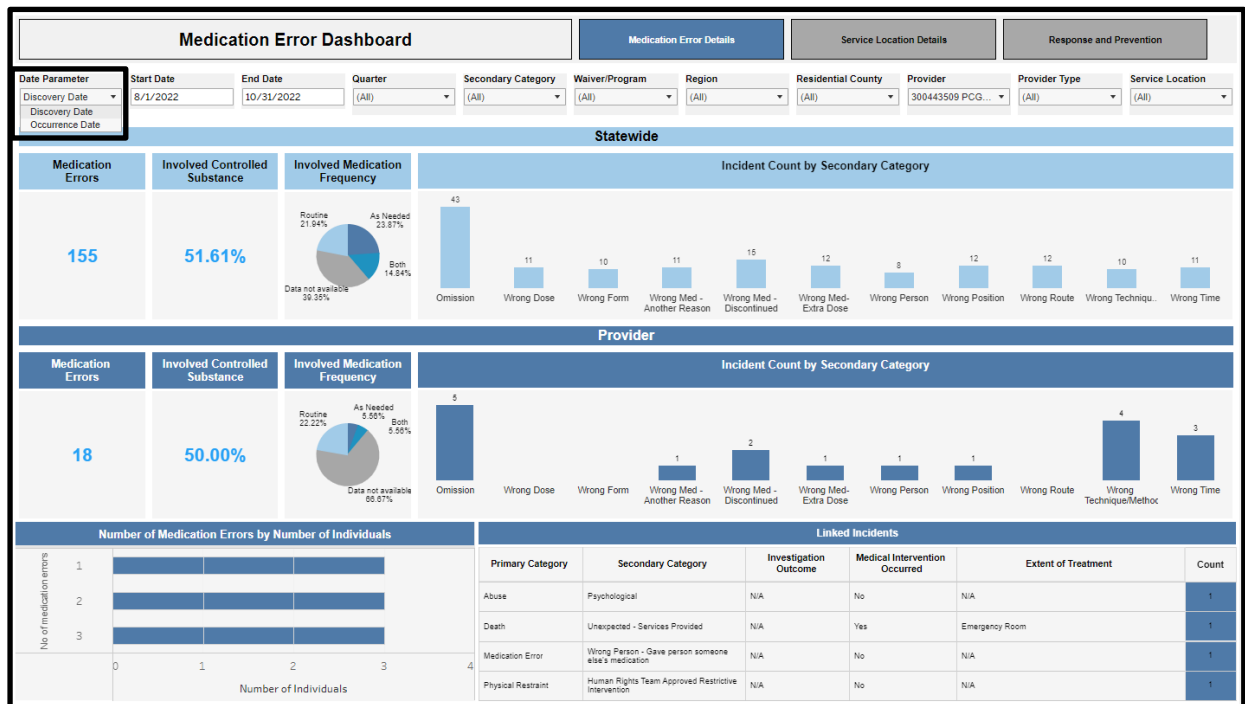 Medication Error Dashboard
Medication Error Details
Service Location Details
Response and Prevention
Date Parameter
Start Date
End Date
Quarter
Secondary Category
Waiver/Program
Region
Residential County
Provider
Provider Type
Service Location
Discovery Date
8/1/2022
10/31/2022
(All)
(All)
(All)
(All)
(All)
300443509 PCG...
(All)
(All)
Discovery Date
Occurrence Date
Statewide
Medication
Errors
Involved Controlled
Substance
Involved Medication
Frequency
Incident Count by Secondary Category
155
51.61%
Routine
21.94%
As Needed
23.87%
Both
14.84%
Data not available
39.35%
43
11
10
11
15
12
8
12
12
10
11
Omission
Wrong Dose
Wrong Form
Wrong Med -
Another Reason
Wrong Med -
Discontinued
Wrong Med-
Extra Dose
Wrong Person
Wrong Position
Wrong Route
Wrong Techniqu..
Wrong Time
Provider
Medication
Errors
Involved Controlled
Substance
Involved Medication
Frequency
Incident Count by Secondary Category
18
50.00%
Routine
22.22%
As Needed
5.56%
Both
5.56%
Data not available
66.67%
5
1
2
1
1
1
4
3
Omission
Wrong Dose
Wrong Form
Wrong Med -
Another Reason
Wrong Med -
Discontinued
Wrong Med-
Extra Dose
Wrong Person
Wrong Position
Wrong Route
Wrong
Technique/Method
Wrong Time
Number of Medication Errors by Number of Individuals
No of medication errors
1
2
3
0
1
2
3
4
Number of Individuals
Linked Incidents
Primary Category
Secondary Category
Investigation
Outcome
Medical Intervention
Occurred
Extent of Treatment
Count
Abuse
Psychological
N/A
No
N/A
1
Death
Unexpected - Services Provided
N/A
Yes
Emergency Room
1
Medication Error
Wrong Person - Gave person someone
else's medication
N/A
No
N/A
1
Physical Restraint
Human Rights Team Approved Restrictive
Intervention
N/A
No
N/A
1